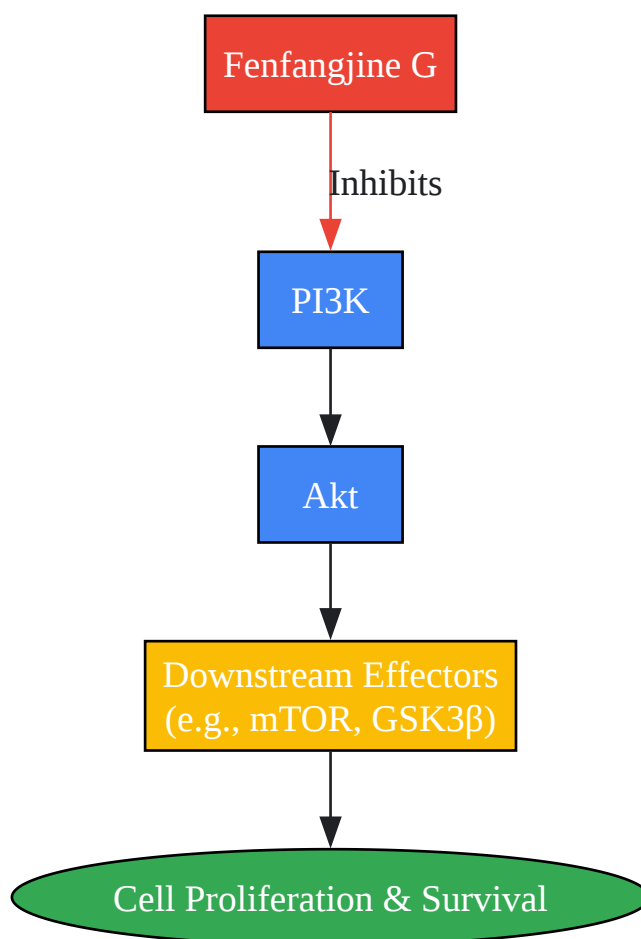 Fenfangjine G
Inhibits
PI3K
Akt
Downstream Effectors
(e.g., mTOR, GSK3β)
Cell Proliferation & Survival